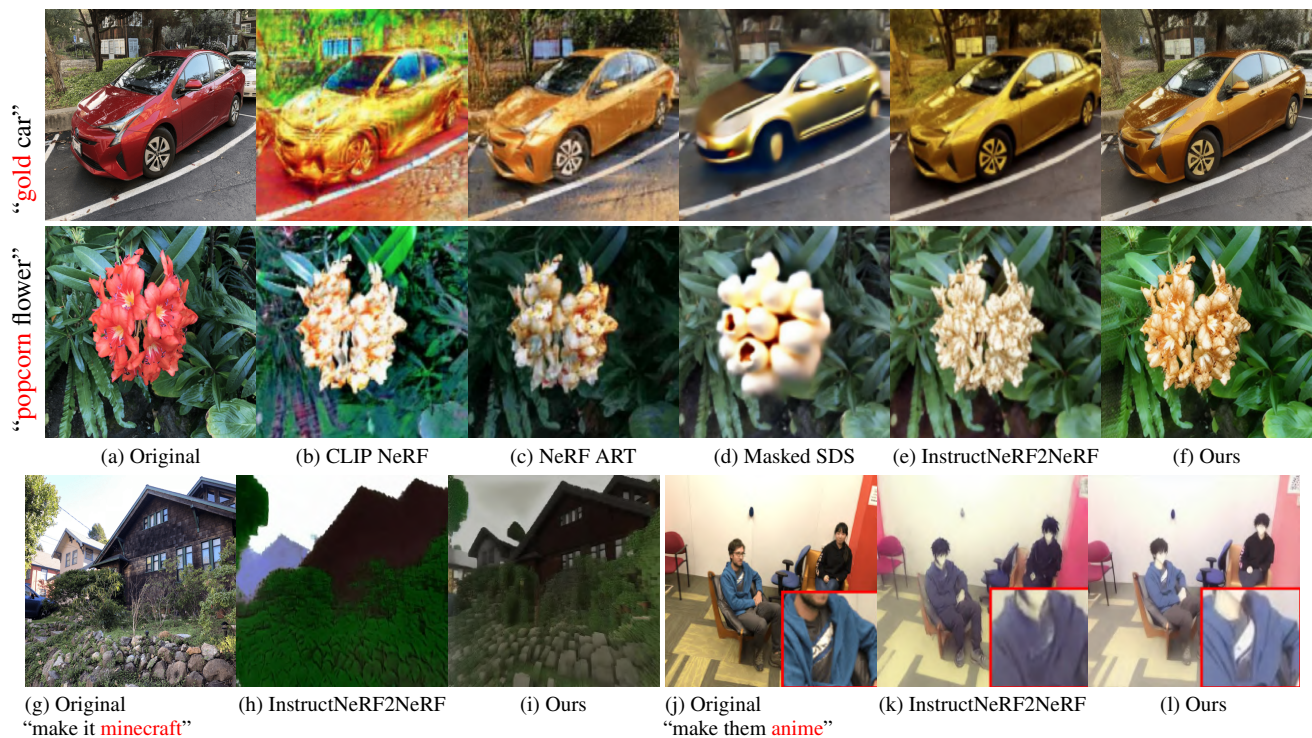 “gold car”
“popcorn flower”
(a) Original
(b) CLIP NeRF
(c) NeRF ART
(d) Masked SDS
(e) InstructNeRF2NeRF
(f) Ours
(g) Original
(h) InstructNeRF2NeRF
(i) Ours
(j) Original
(k) InstructNeRF2NeRF
(l) Ours
“make it minecraft”
“make them anime”